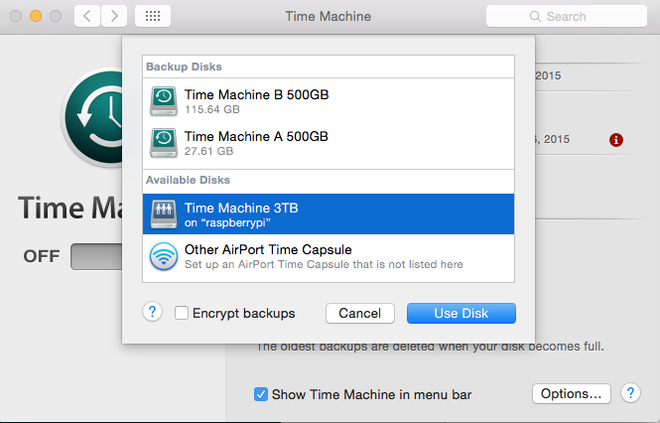 Time Machine
Search
Backup Disks
Time Machine B 500GB
115.64 GB
Time Machine A 500GB
27.61 GB
Available Disks
Time Machine 3TB
on “raspberrypi”
Other AirPort Time Capsule
Set up an AirPort Time Capsule that is not listed here
? Encrypt backups Cancel Use Disk
2015
, 2015
Time Ma
OFF
The oldest backups are deleted when your disk becomes full.
Show Time Machine in menu bar Options... ?